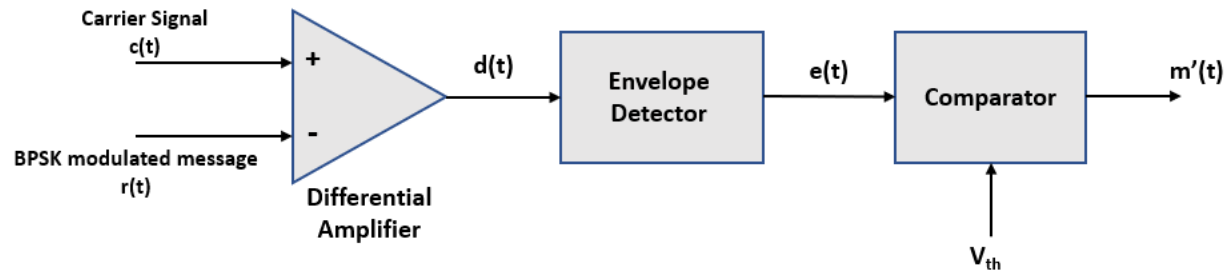 Carrier Signal
c(t)
+
-
BPSK modulated message
r(t)
Differential
Amplifier
d(t)
Envelope
Detector
e(t)
Comparator
m’(t)
Vth